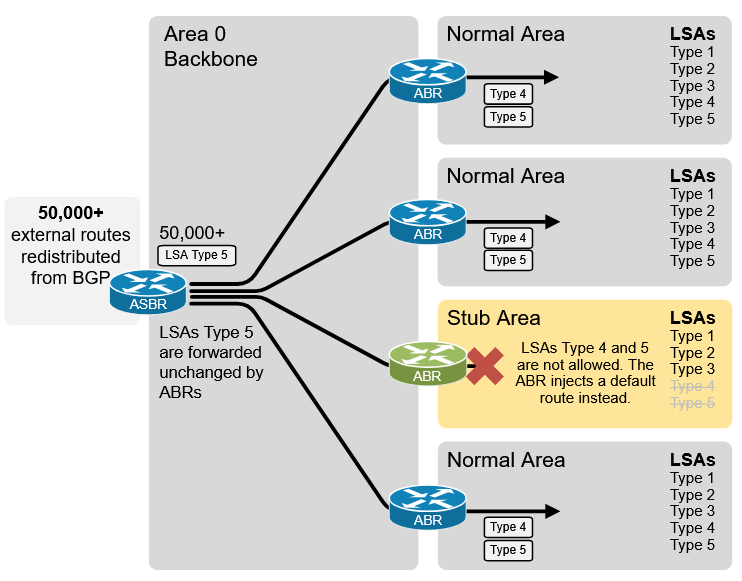 Area 0
Backbone
50,000+
external routes
redistributed
from BGP
ASBR
50,000+
LSA Type 5
LSAs Type 5
are forwarded
unchanged by
ABRs
ABR
Normal Area
Type 4
Type 5
LSAs
Type 1
Type 2
Type 3
Type 4
Type 5
ABR
Normal Area
Type 4
Type 5
LSAs
Type 1
Type 2
Type 3
Type 4
Type 5
ABR
Stub Area
LSAs Type 4 and 5
are not allowed. The
ABR injects a default
route instead.
LSAs
Type 1
Type 2
Type 3
Type 4
Type 5
ABR
Normal Area
Type 4
Type 5
LSAs
Type 1
Type 2
Type 3
Type 4
Type 5